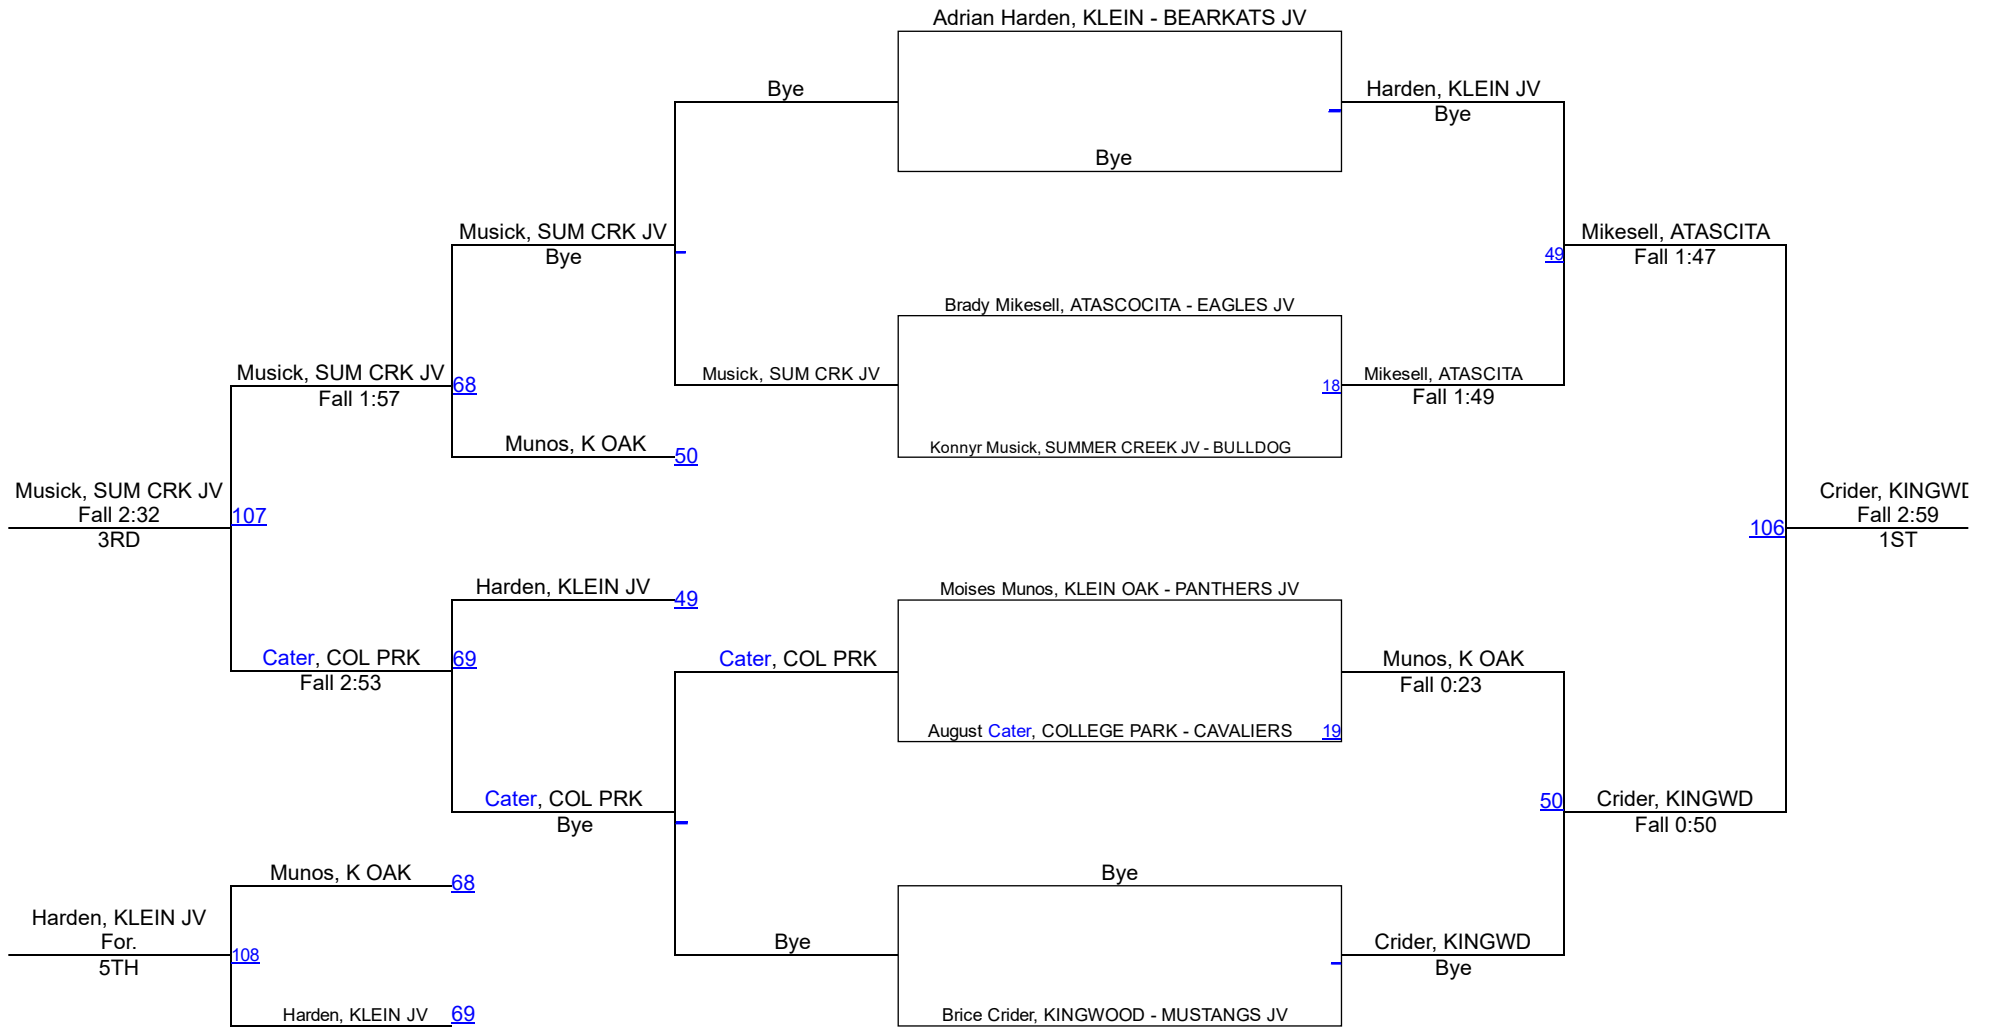 Adrian Harden, KLEIN - BEARKATS JV
Bye
Harden, KLEIN JV
Bye
Bye
Musick, SUM CRK JV
Bye
Mikesell, ATASCITA
49
Fall 1:47
Brady Mikesell, ATASCOCITA - EAGLES JV
Musick, SUM CRK JV
68
Fall 1:57
Musick, SUM CRK JV
18
Mikesell, ATASCITA
Fall 1:49
Munos, K OAK
50
Konnyr Musick, SUMMER CREEK JV - BULLDOG
Musick, SUM CRK JV
Fall 2:32
107
3RD
Crider, KINGW
Fall 2:59
106
1ST
Harden, KLEIN JV
49
Moises Munos, KLEIN OAK - PANTHERS JV
Cater, COL PRK
69
Fall 2:53
Cater, COL PRK
Munos, K OAK
Fall 0:23
August Cater, COLLEGE PARK - CAVALIERS
19
Cater, COL PRK
Bye
50
Crider, KINGWD
Fall 0:50
Munos, K OAK
68
Bye
Harden, KLEIN JV
For.
108
5TH
Bye
Crider, KINGWD
Bye
Harden, KLEIN JV
69
Brice Crider, KINGWOOD - MUSTANGS JV